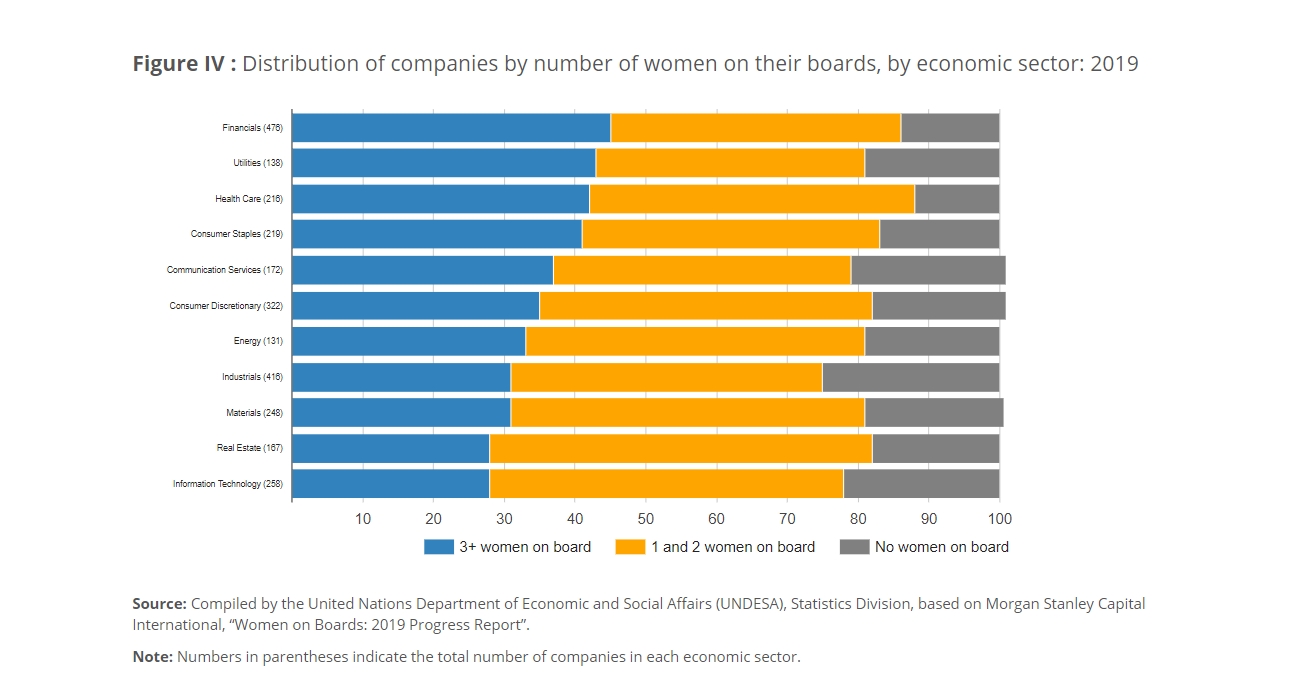 Figure IV : Distribution of companies by number of women on their boards, by economic sector: 2019
Financials (476)
Utilities (138)
Health Care (216)
Consumer Staples (219)
Communication Services (172)
Consumer Discretionary (322)
Energy (131)
Industrials (416)
Materials (248)
Real Estate (167)
Information Technology (258)
10 20 30 40 50 60 70 80 90 100
3+ women on board 1 and 2 women on board No women on board
Source: Compiled by the United Nations Department of Economic and Social Affairs (UNDESA), Statistics Division, based on Morgan Stanley Capital
International, “Women on Boards: 2019 Progress Report”.
Note: Numbers in parentheses indicate the total number of companies in each economic sector.